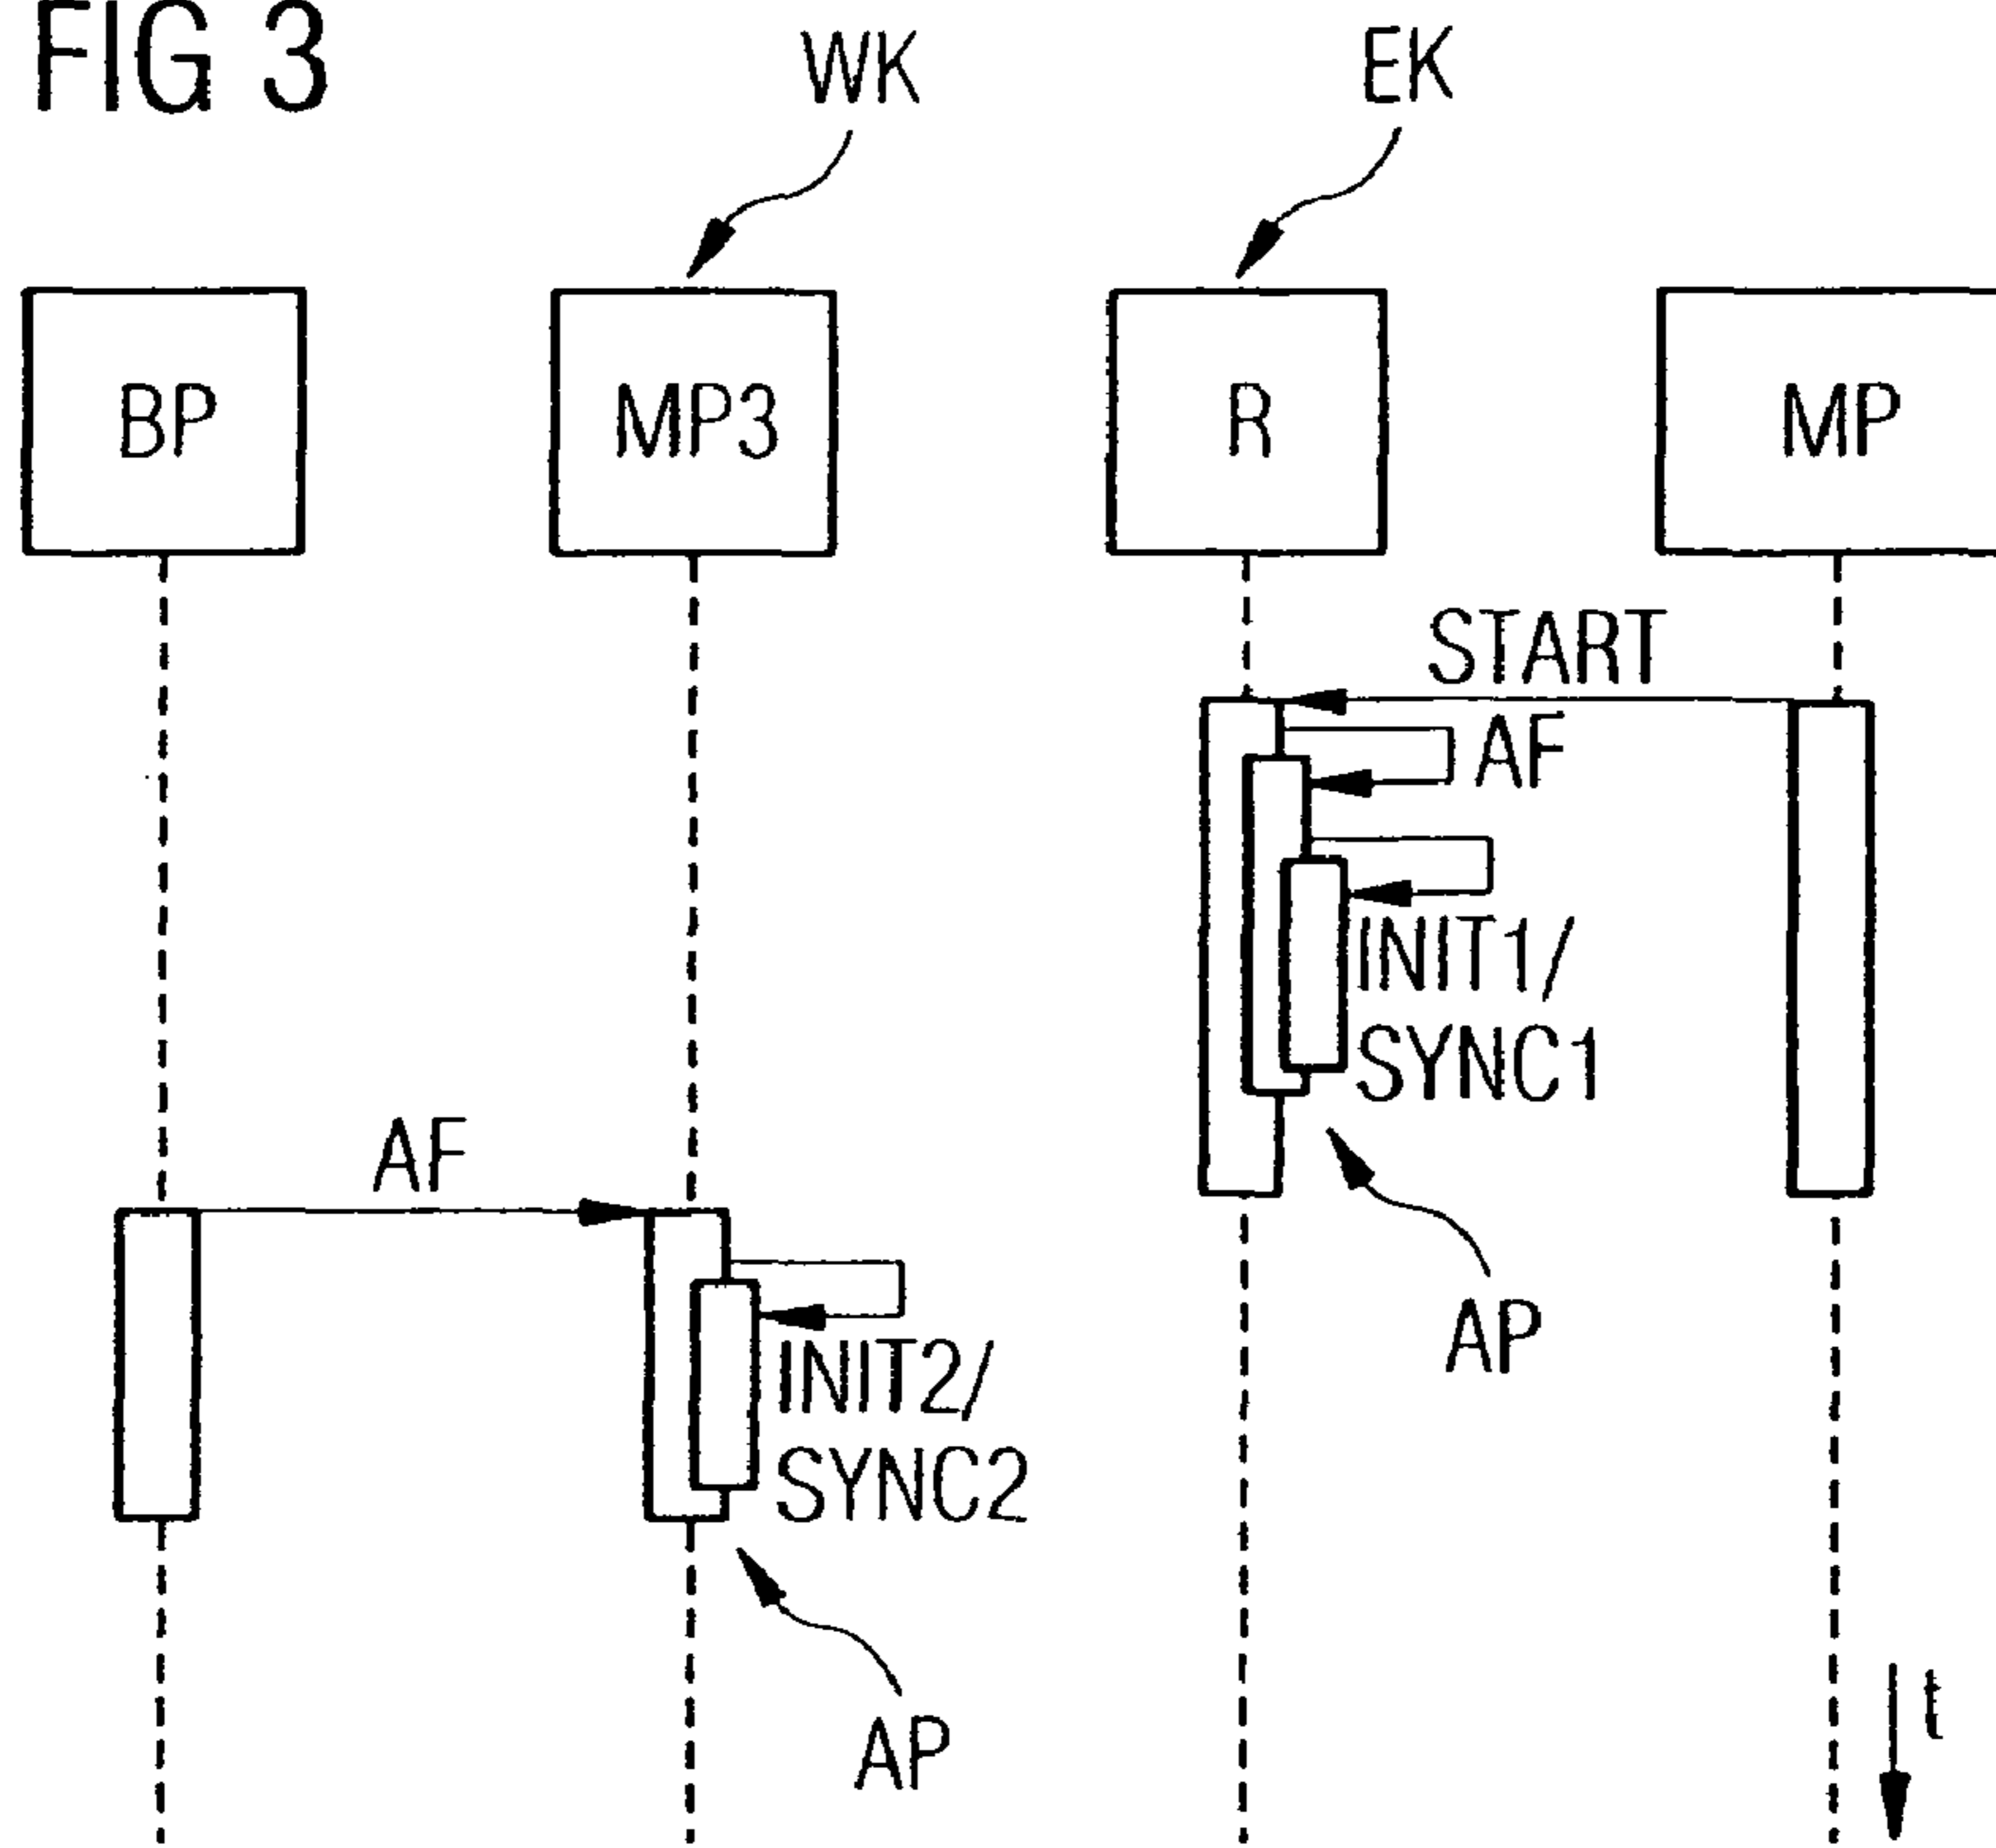 FIG 3
WK
EK
BP
MP3
R
MP
START
AF
INIT1/
SYNC1
AF
AP
INIT2/
SYNC2
AP
t